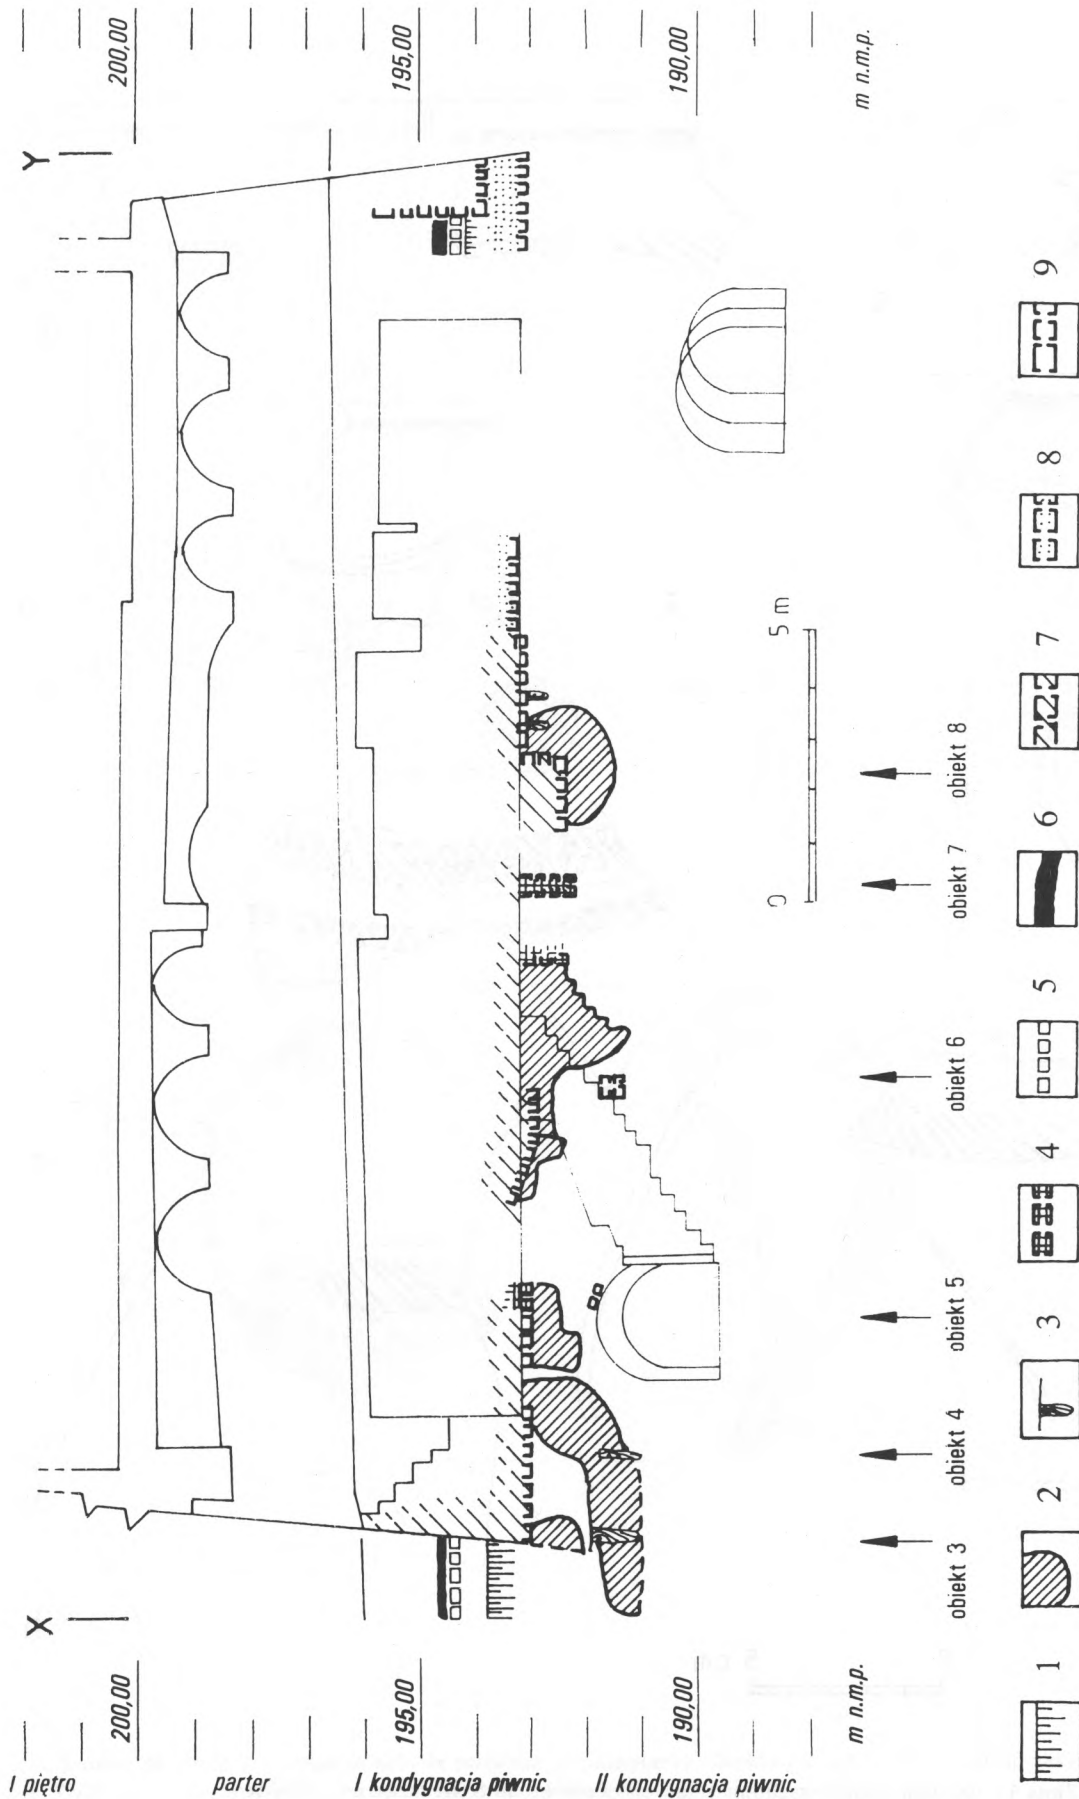 I piętro
parter
I kondygnacja piwnic
II kondygnacja piwnic
200,00
195,00
190,00
m n.m.p.
X
Y
200,00
195,00
190,00
m n.m.p.
0 5 m
obiekt 3
obiekt 4
obiekt 5
obiekt 6
obiekt 7
obiekt 8
1 2 3 4 5 6 7 8 9